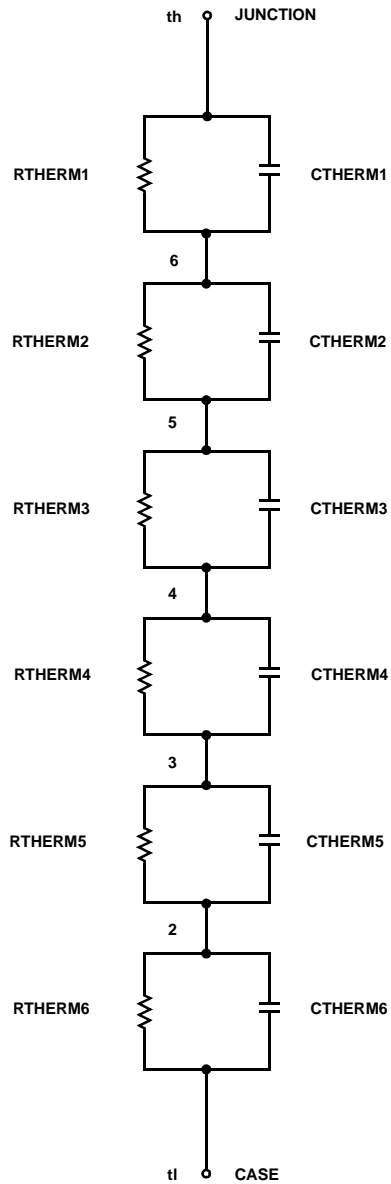 th JUNCTION
RTHERM1 CTHERM1
6
RTHERM2 CTHERM2
5
RTHERM3 CTHERM3
4
RTHERM4 CTHERM4
3
RTHERM5 CTHERM5
2
RTHERM6 CTHERM6
tl CASE